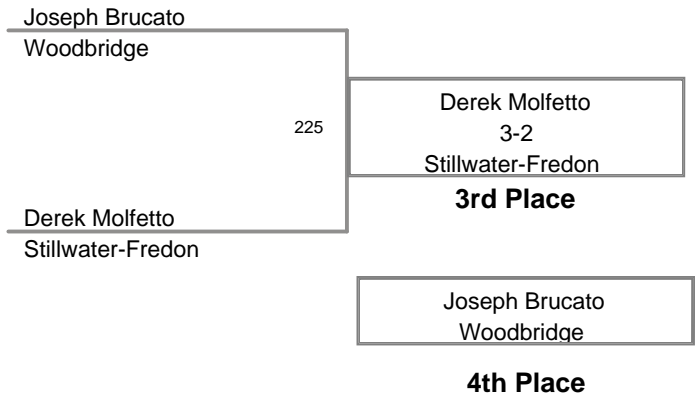 Joseph Brucato
Woodbridge
225
Derek Molfetto
3-2
Stillwater-Fredon
3rd Place
Derek Molfetto
Stillwater-Fredon
Joseph Brucato
Woodbridge
4th Place